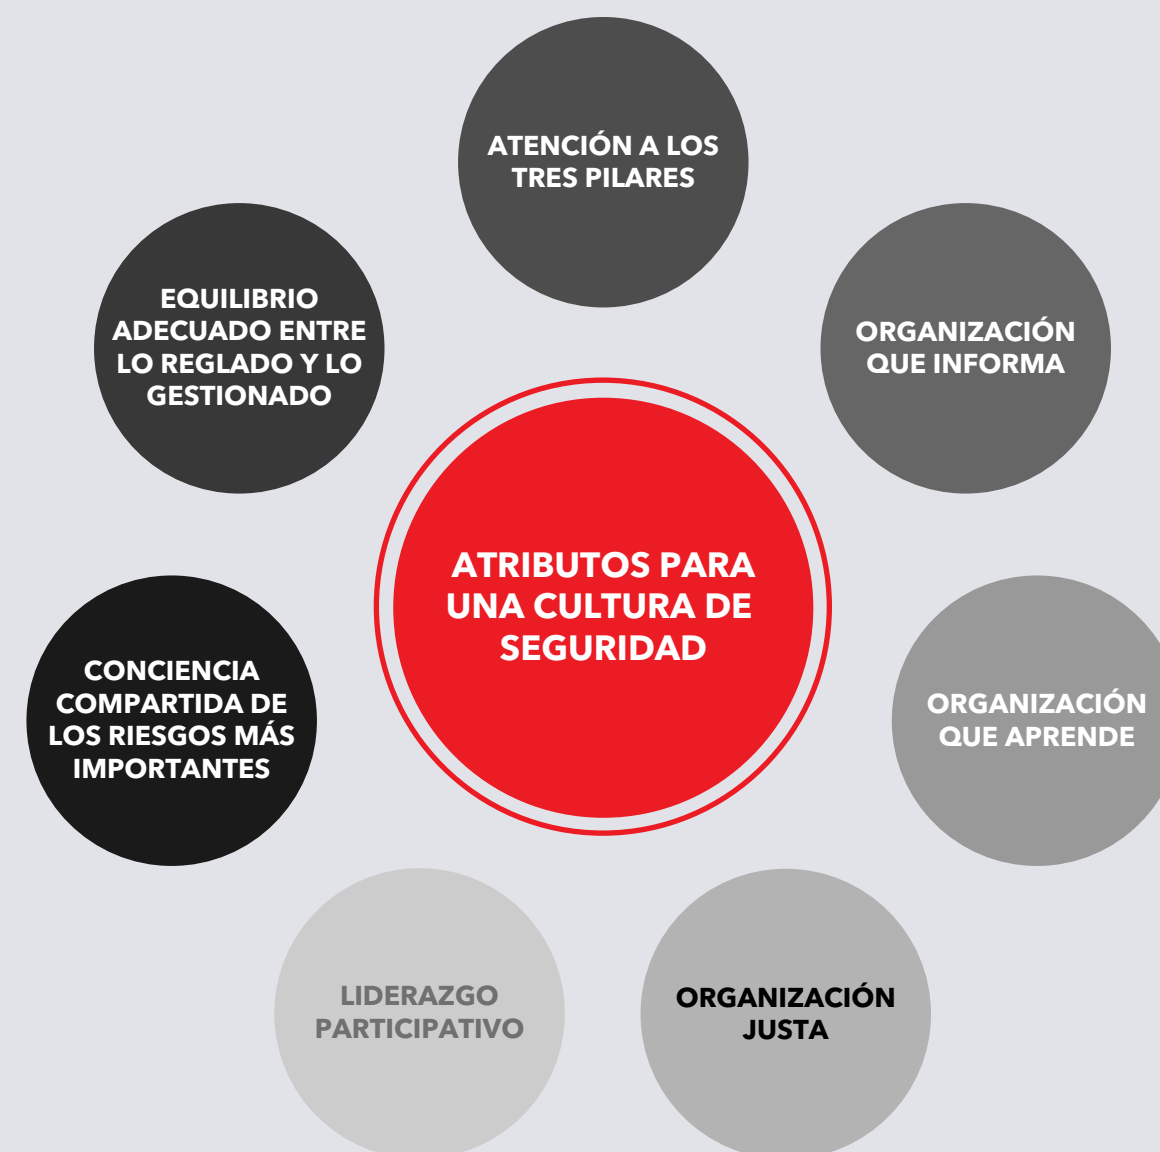 ATENCIÓN A LOS
TRES PILARES
EQUILIBRIO
ADECUADO ENTRE
LO REGLADO Y LO
GESTIONADO
ORGANIZACIÓN
QUE INFORMA
ATRIBUTOS PARA
UNA CULTURA DE
SEGURIDAD
CONCIENCIA
COMPARTIDA DE
LOS RIESGOS MÁS
IMPORTANTES
ORGANIZACIÓN
QUE APRENDE
LIDERAZGO
PARTICIPATIVO
ORGANIZACIÓN
JUSTA